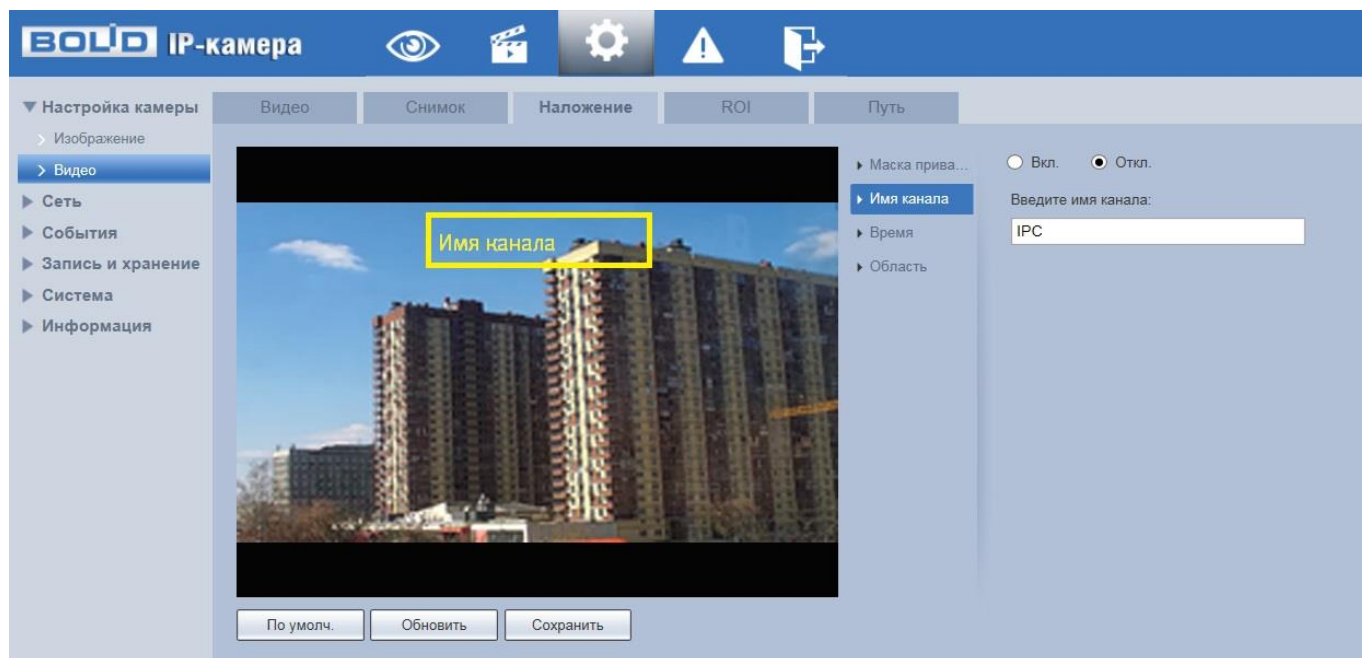 BOLID IP-камера
Настройка камеры
Изображение
Видео
Сеть
События
Запись и хранение
Система
Информация
Видео
Снимок
Наложение
ROI
Путь
Имя канала
Маска прива...
Имя канала
Время
Область
Вкл.
Откл.
Введите имя канала:
IPC
По умолч.
Обновить
Сохранить